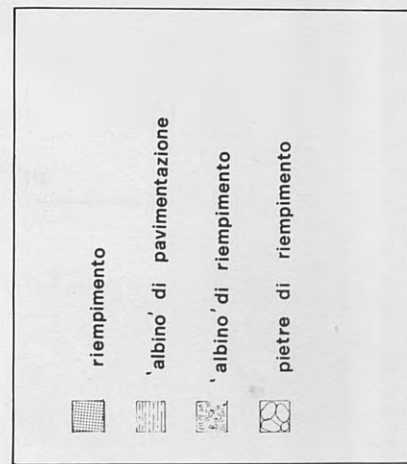 riempimento
'albino' di pavimentazione
'albino' di riempimento
pietre di riempimento